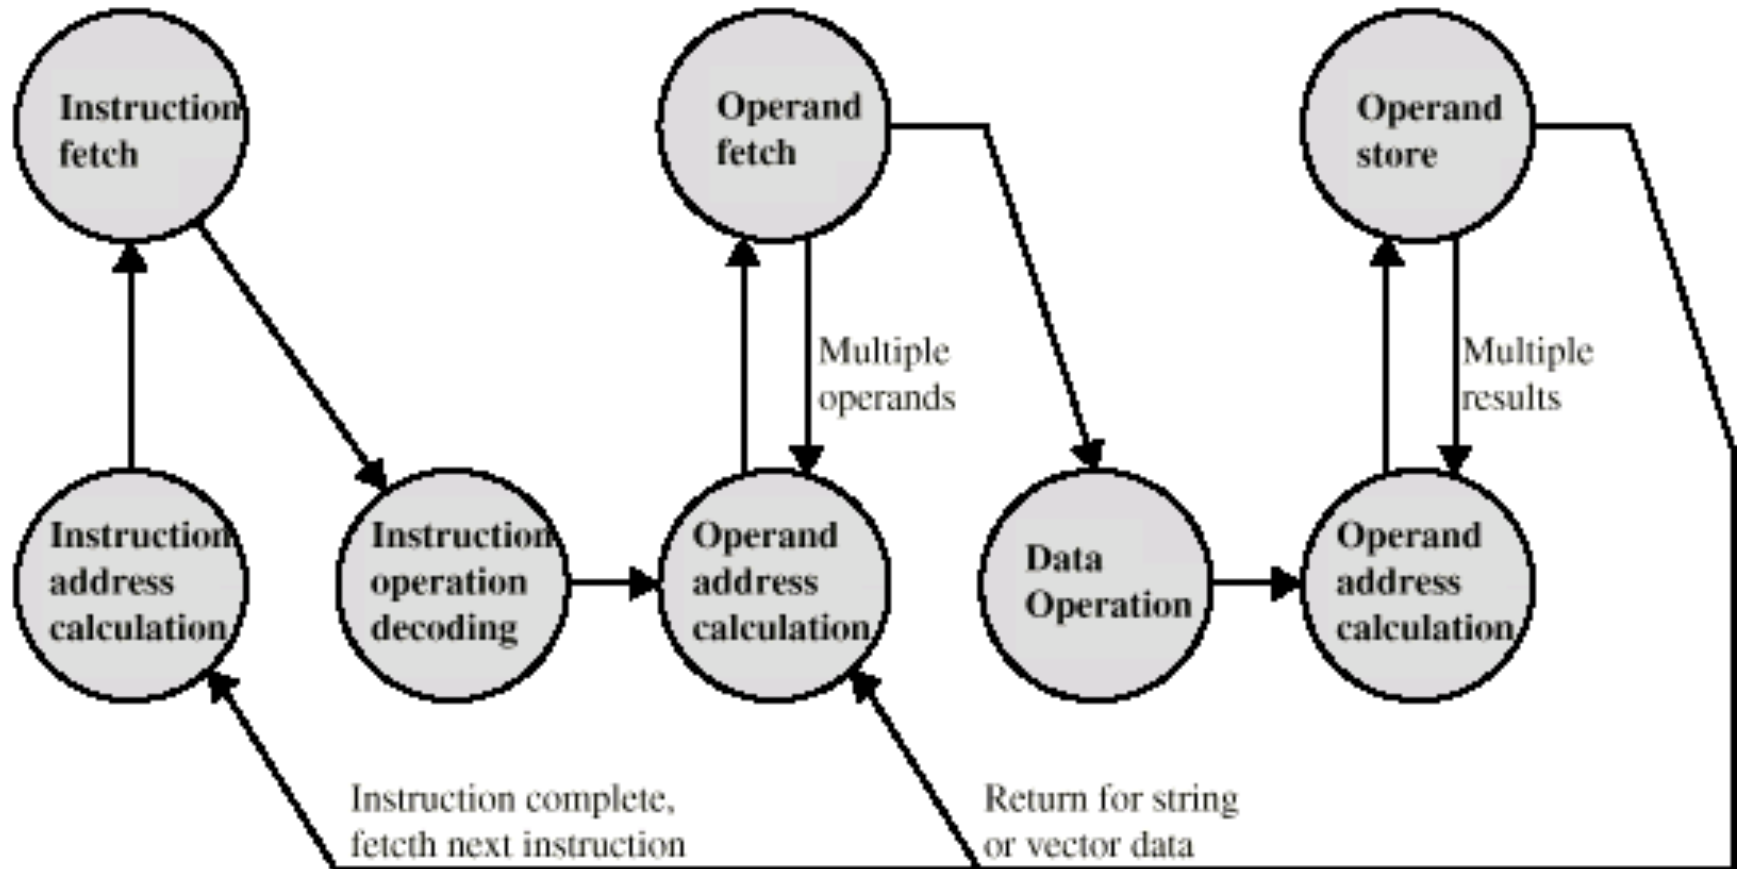 Instruction
fetch
Operand
fetch
Operand
store
Multiple
operands
Multiple
results
Instruction
address
calculation
Instruction
operation
decoding
Operand
address
calculation
Data
Operation
Operand
address
calculation
Instruction complete,
fetcth next instruction
Return for string
or vector data